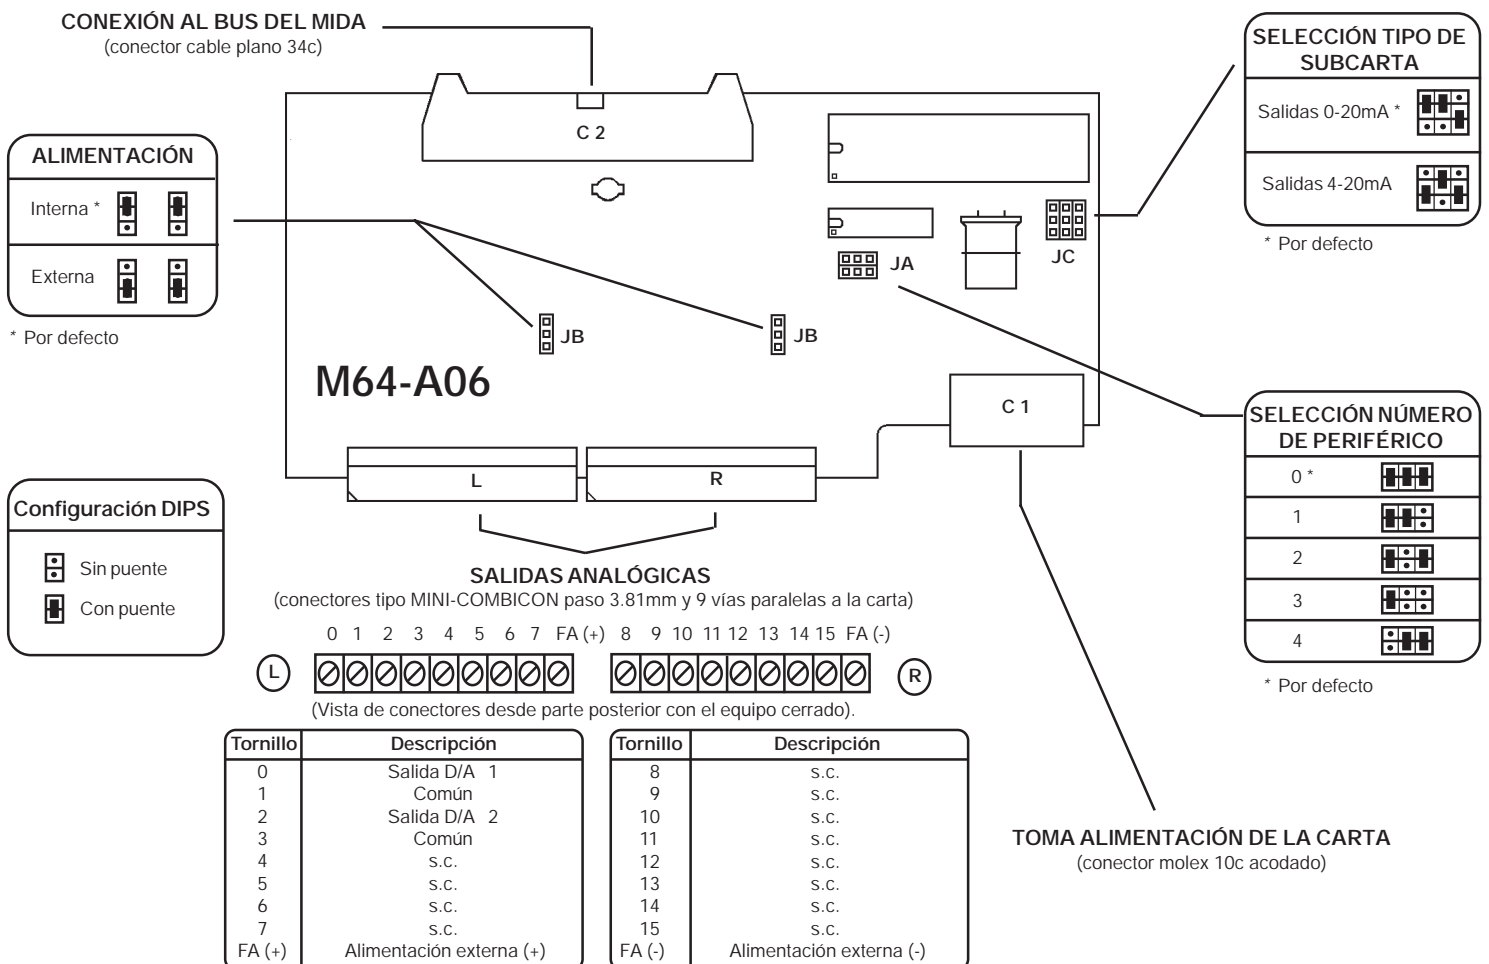 CONEXIÓN AL BUS DEL MIDA
(conector cable plano 34c)
SELECCIÓN TIPO DE
SUBCARTA
Salidas 0-20mA *
Salidas 4-20mA
* Por defecto
ALIMENTACIÓN
Interna *
Externa
* Por defecto
C 2
JA
JC
JB
JB
M64-A06
C 1
L
R
SELECCIÓN NÚMERO
DE PERIFÉRICO
0 *
1
2
3
4
* Por defecto
Configuración DIPS
Sin puente
Con puente
SALIDAS ANALÓGICAS
(conectores tipo MINI-COMBICON paso 3.81mm y 9 vías paralelas a la carta)
0 1 2 3 4 5 6 7 FA (+) 8 9 10 11 12 13 14 15 FA (-)
L
R
(Vista de conectores desde parte posterior con el equipo cerrado).
Tornillo Descripción
0 Salida D/A 1
1 Común
2 Salida D/A 2
3 Común
4 s.c.
5 s.c.
6 s.c.
7 s.c.
FA (+) Alimentación externa (+)
Tornillo Descripción
8 s.c.
9 s.c.
10 s.c.
11 s.c.
12 s.c.
13 s.c.
14 s.c.
15 s.c.
FA (-) Alimentación externa (-)
TOMA ALIMENTACIÓN DE LA CARTA
(conector molex 10c acodado)